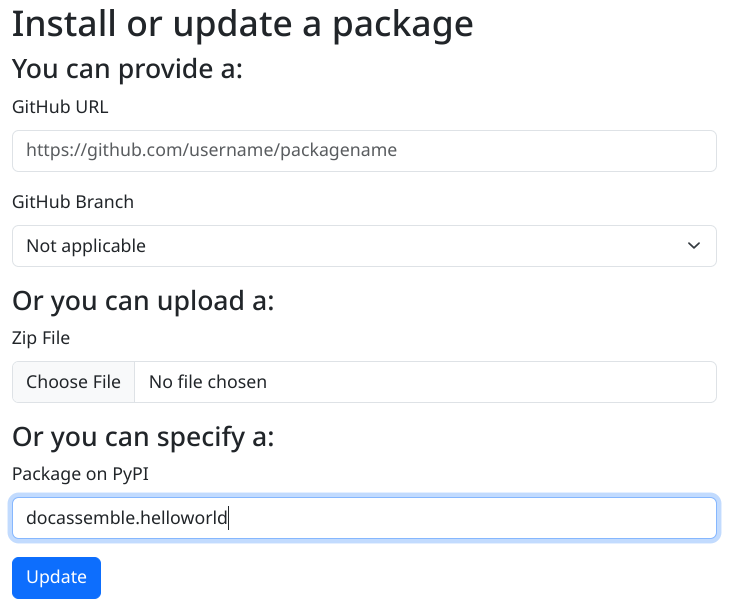 Install or update a package
You can provide a:
GitHub URL
https://github.com/username/packagename
GitHub Branch
Not applicable
Or you can upload a:
Zip File
Choose File No file chosen
Or you can specify a:
Package on PyPI
docassemble.helloworld
Update